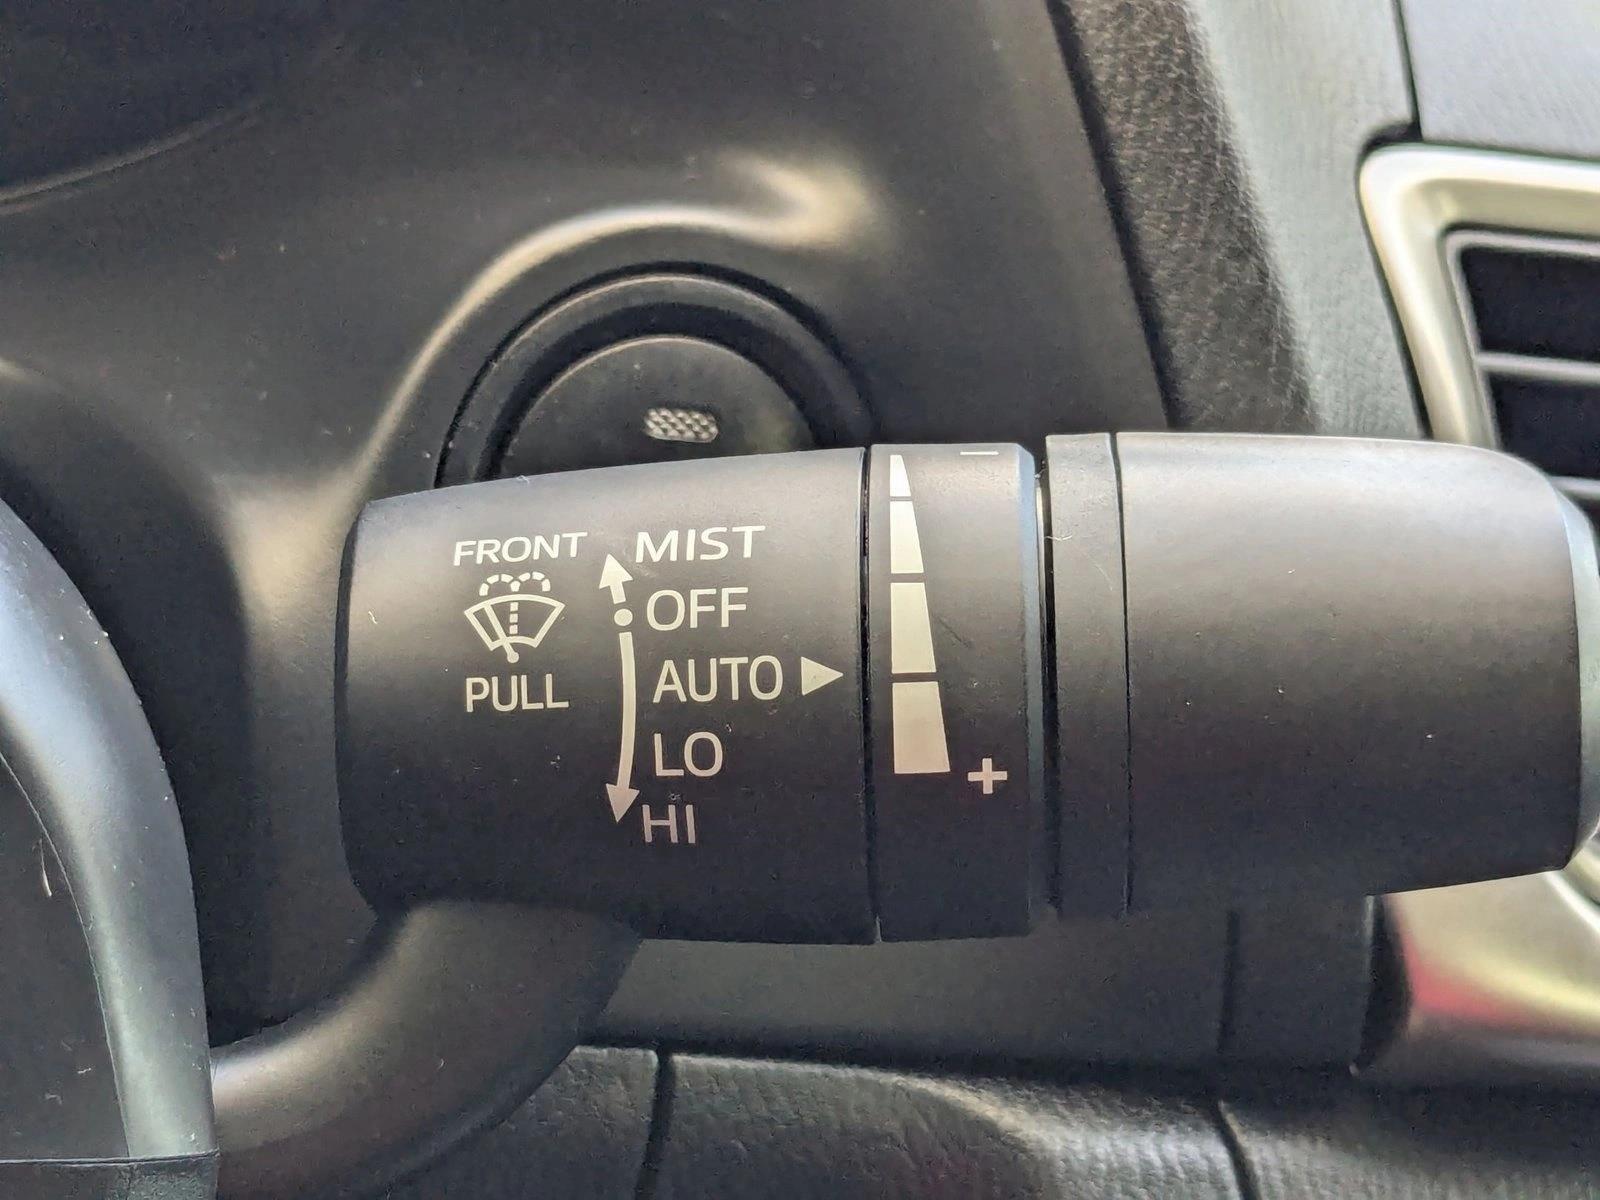 FRONT
PULL
MIST
OFF
AUTO
LO
HI
−
+